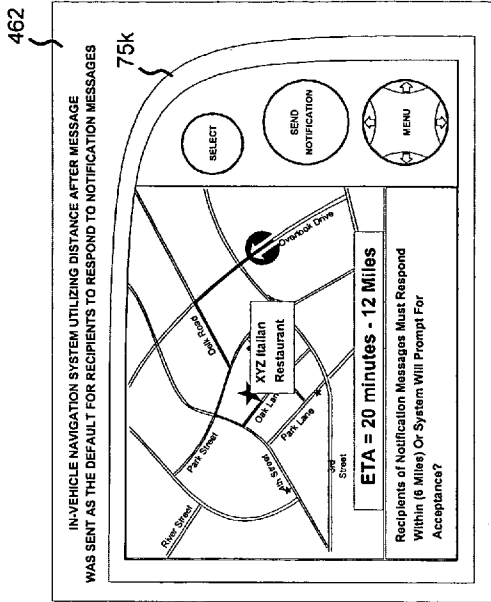 462
IN-VEHICLE NAVIGATION SYSTEM UTILIZING DISTANCE AFTER MESSAGE
WAS SENT AS THE DEFAULT FOR RECIPIENTS TO RESPOND TO NOTIFICATION MESSAGES
75k
River Street
Park Street
Delk Road
Overlook Drive
XYZ Italian
Restaurant
Oak Lane
Park Lane
4th Street
3rd
Street
SELECT
SEND
NOTIFICATION
MENU
ETA = 20 minutes - 12 Miles
Recipients of Notification Messages Must Respond
Within (6 Miles) Or System Will Prompt For
Acceptance?